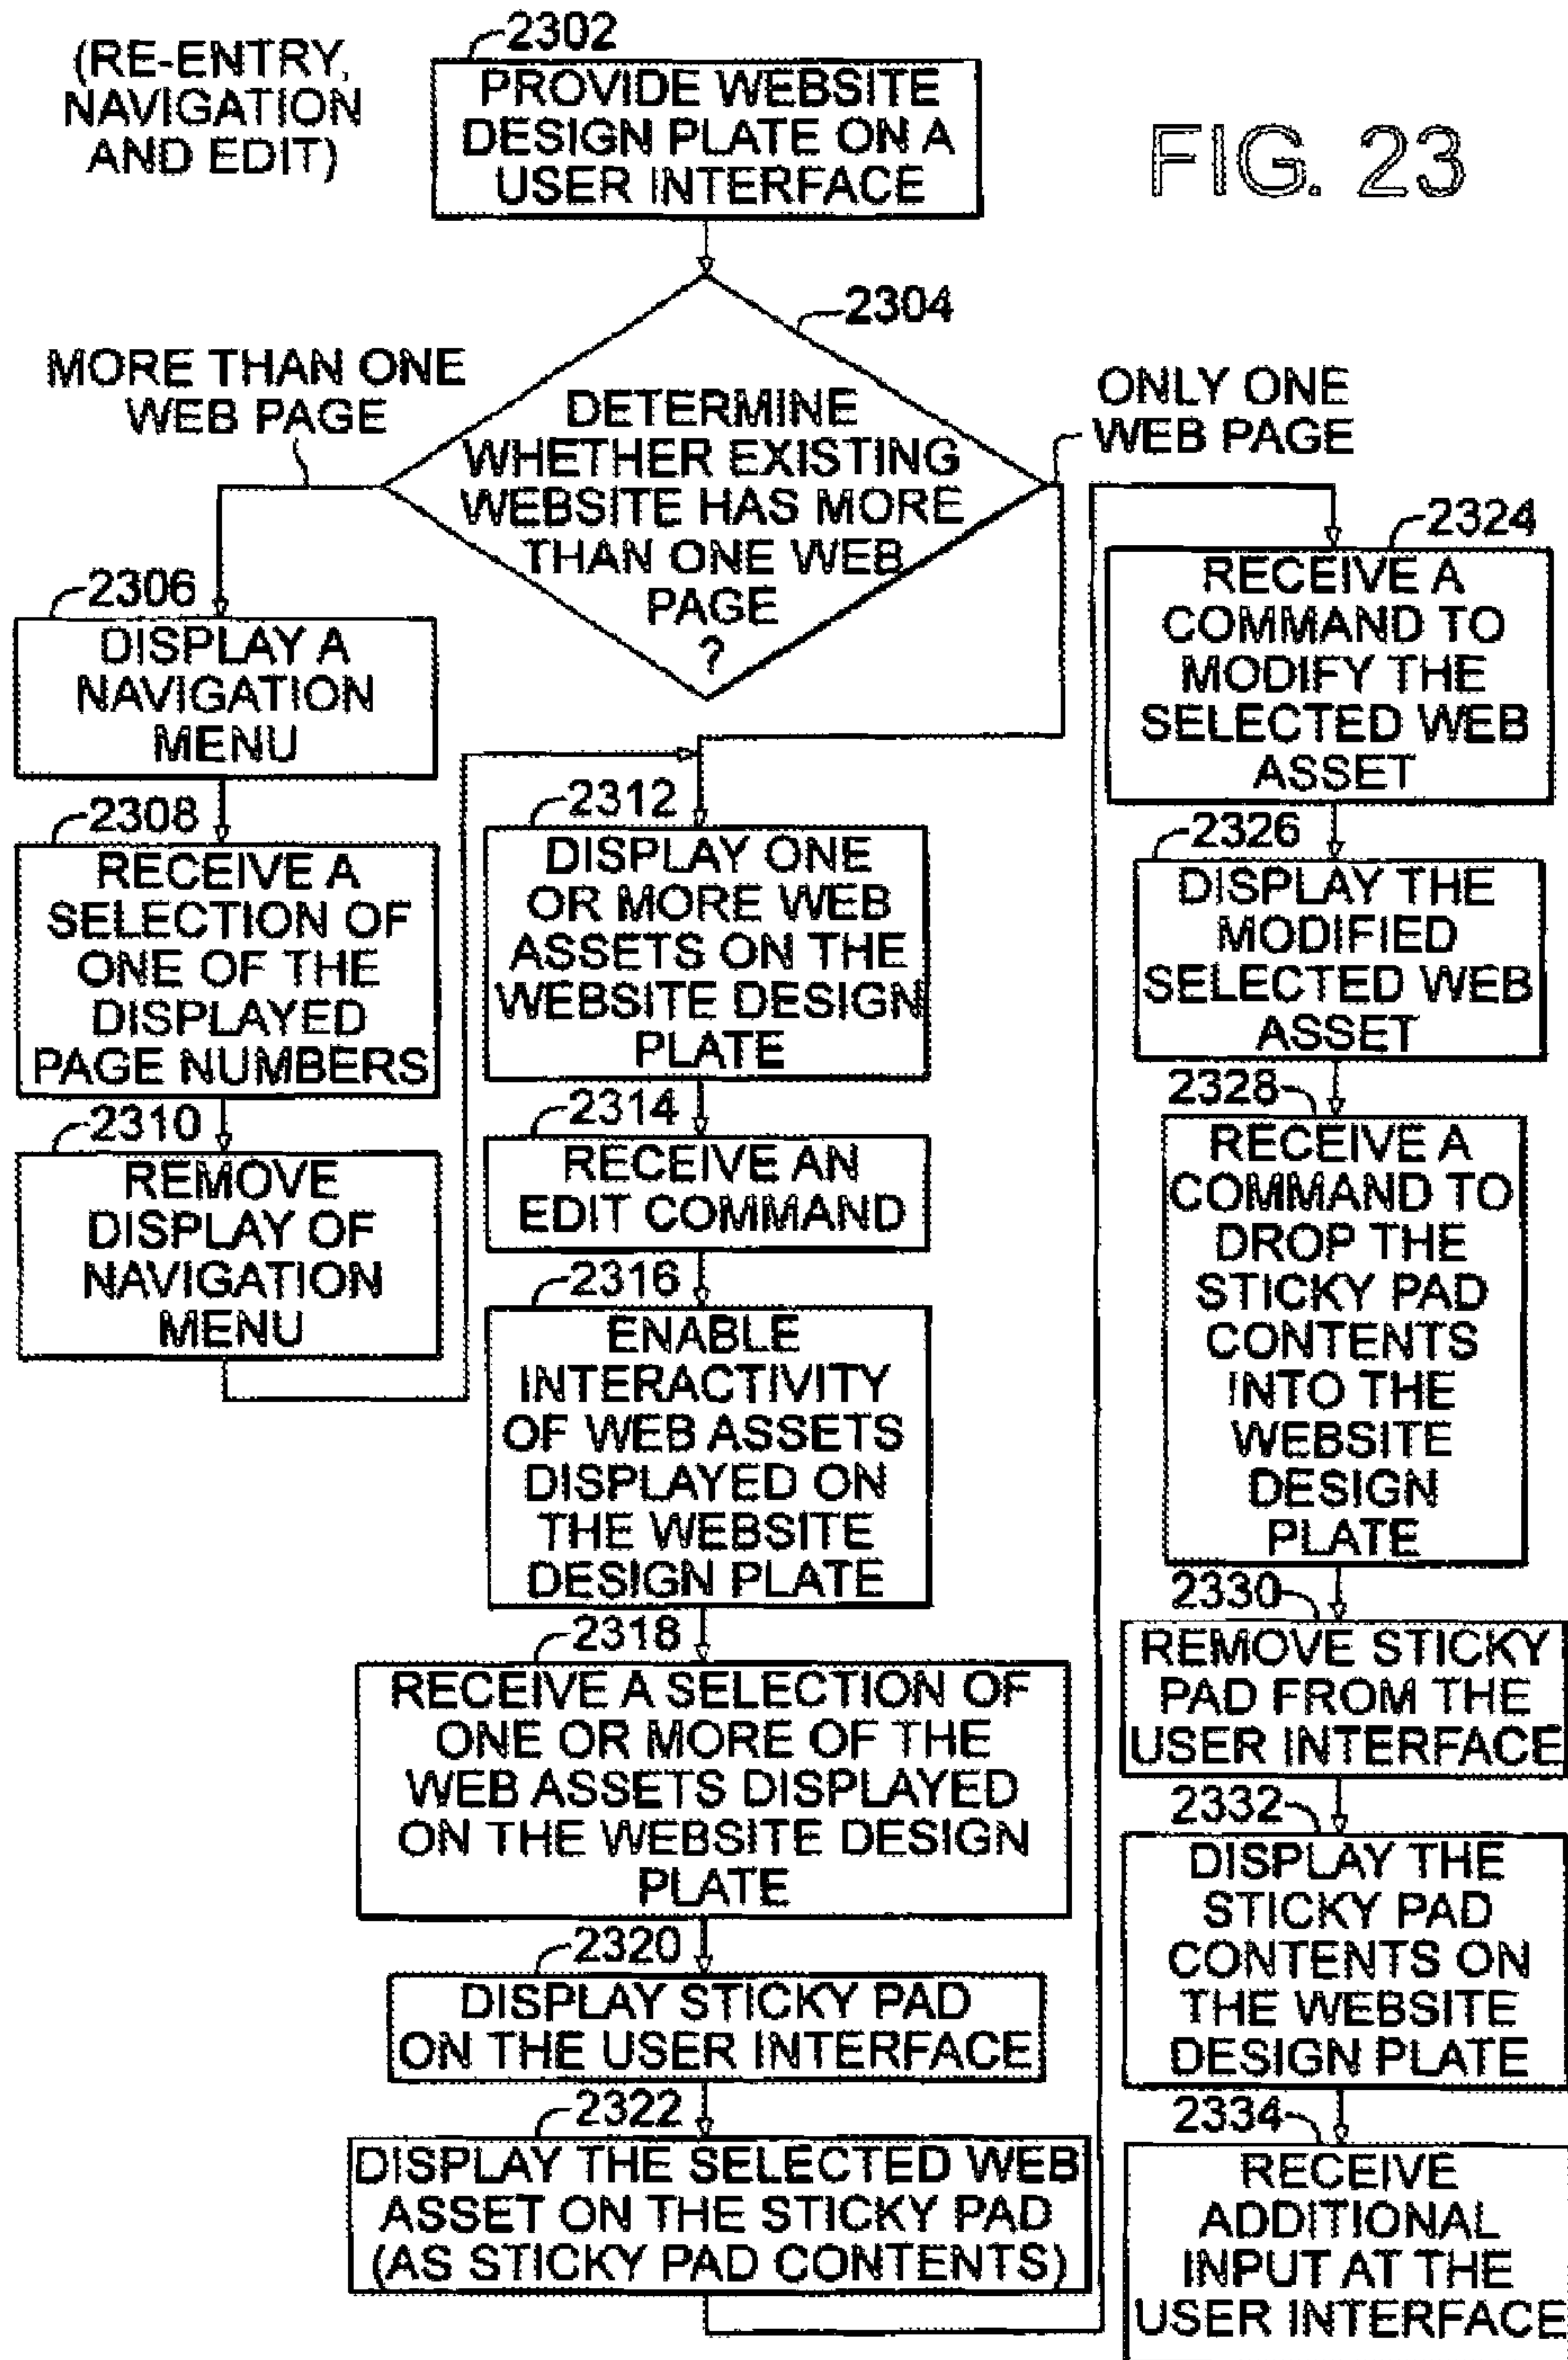 (RE-ENTRY,
NAVIGATION
AND EDIT)
2302
PROVIDE WEBSITE
DESIGN PLATE ON A
USER INTERFACE
FIG. 23
2304
DETERMINE
WHETHER EXISTING
WEBSITE HAS MORE
THAN ONE WEB
PAGE
?
MORE THAN ONE
WEB PAGE
ONLY ONE
WEB PAGE
2306
DISPLAY A
NAVIGATION
MENU
2308
RECEIVE A
SELECTION OF
ONE OF THE
DISPLAYED
PAGE NUMBERS
2310
REMOVE
DISPLAY OF
NAVIGATION
MENU
2312
DISPLAY ONE
OR MORE WEB
ASSETS ON THE
WEBSITE DESIGN
PLATE
2314
RECEIVE AN
EDIT COMMAND
2316
ENABLE
INTERACTIVITY
OF WEB ASSETS
DISPLAYED ON
THE WEBSITE
DESIGN PLATE
2318
RECEIVE A SELECTION OF
ONE OR MORE OF THE
WEB ASSETS DISPLAYED
ON THE WEBSITE DESIGN
PLATE
2320
DISPLAY STICKY PAD
ON THE USER INTERFACE
2322
DISPLAY THE SELECTED WEB
ASSET ON THE STICKY PAD
(AS STICKY PAD CONTENTS)
2324
RECEIVE A
COMMAND TO
MODIFY THE
SELECTED WEB
ASSET
2326
DISPLAY THE
MODIFIED
SELECTED WEB
ASSET
2328
RECEIVE A
COMMAND TO
DROP THE
STICKY PAD
CONTENTS
INTO THE
WEBSITE
DESIGN
PLATE
2330
REMOVE STICKY
PAD FROM THE
USER INTERFACE
2332
DISPLAY THE
STICKY PAD
CONTENTS ON
THE WEBSITE
DESIGN PLATE
2334
RECEIVE
ADDITIONAL
INPUT AT THE
USER INTERFACE